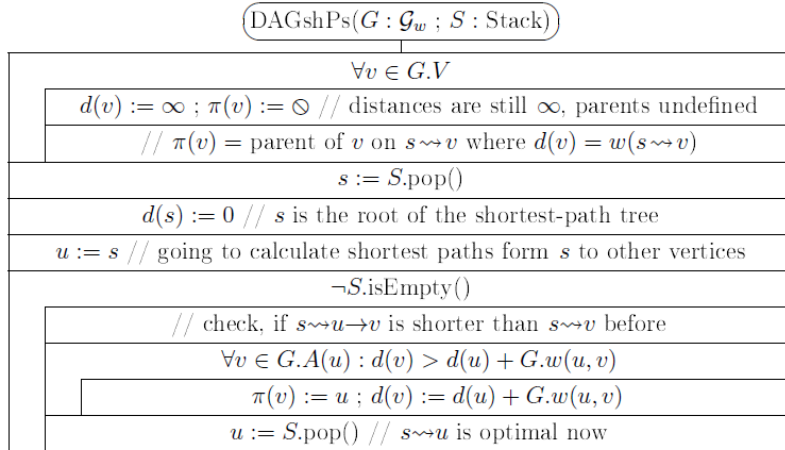 DAGshPs(G : 𝒢w ; S : Stack)
∀v ∈ G.V
d(v) := ∞ ; π(v) := ⦸ // distances are still ∞, parents undefined
// π(v) = parent of v on s⇝v where d(v) = w(s⇝v)
s := S.pop()
d(s) := 0 // s is the root of the shortest-path tree
u := s // going to calculate shortest paths form s to other vertices
¬S.isEmpty()
// check, if s⇝u→v is shorter than s⇝v before
∀v ∈ G.A(u) : d(v) > d(u) + G.w(u, v)
π(v) := u ; d(v) := d(u) + G.w(u, v)
u := S.pop() // s⇝u is optimal now